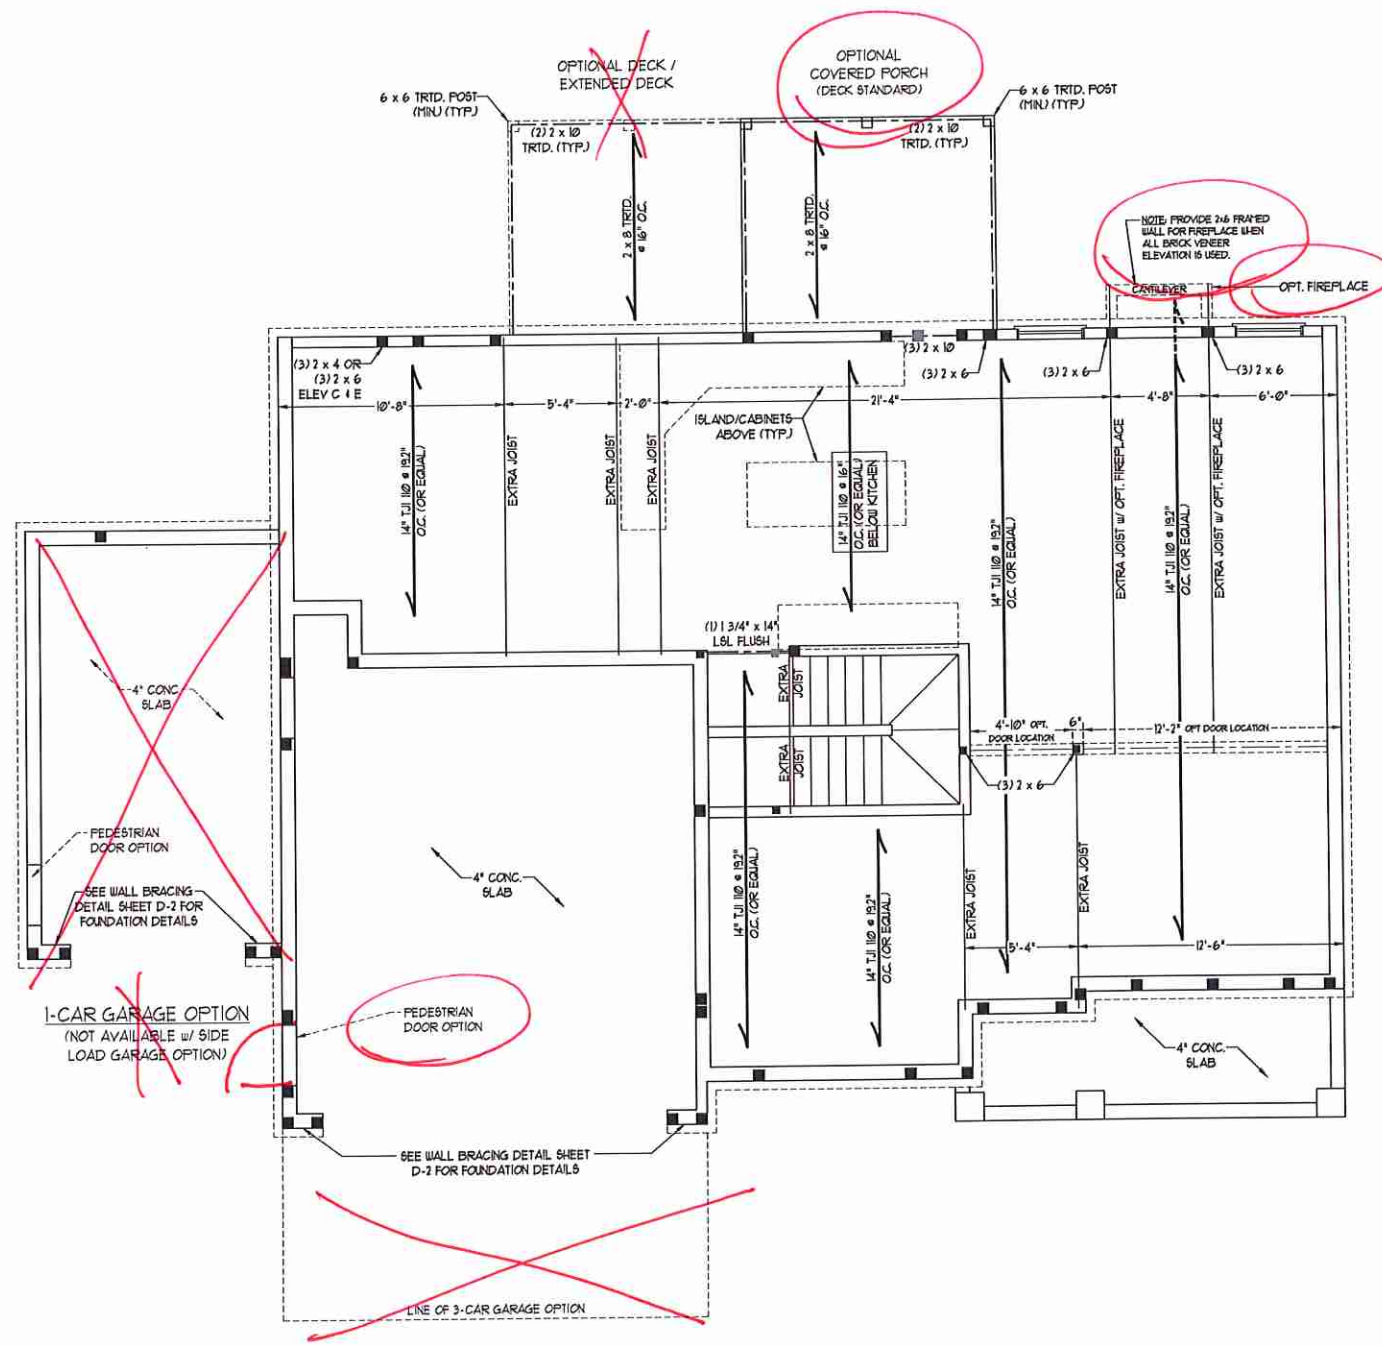 OPTIONAL DECK /
EXTENDED DECK
OPTIONAL
COVERED PORCH
(DECK STANDARD)
6 x 6 TRTD. POST
(MIN.) (TYP.)
6 x 6 TRTD. POST
(MIN.) (TYP.)
(2) 2 x 10
TRTD. (TYP.)
(2) 2 x 10
TRTD. (TYP.)
2 x 8 TRTD.
@ 16" O.C.
2 x 8 TRTD.
@ 16" O.C.
NOTE: PROVIDE 2x6 FRAMED
WALL FOR FIREPLACE WHEN
ALL BRICK VENEER
ELEVATION IS USED.
CANTILEVER
OPT. FIREPLACE
(3) 2 x 4 OR
(3) 2 x 6
ELEV C & E
(3) 2 x 10
(3) 2 x 6
(3) 2 x 6
(3) 2 x 6
10'-8"
5'-4"
2'-0"
21'-4"
4'-8"
6'-0"
ISLAND/CABINETS
ABOVE (TYP.)
14" TJI 110 @ 19.2"
O.C. (OR EQUAL)
EXTRA JOIST
EXTRA JOIST
EXTRA JOIST
14" TJI 110 @ 16"
O.C. (OR EQUAL)
BELOW KITCHEN
14" TJI 110 @ 19.2"
O.C. (OR EQUAL)
EXTRA JOIST w/ OPT. FIREPLACE
14" TJI 110 @ 19.2"
O.C. (OR EQUAL)
EXTRA JOIST w/ OPT. FIREPLACE
(1) 1 3/4" x 14"
LSL FLUSH
EXTRA
JOIST
EXTRA
JOIST
4" CONC.
SLAB
4'-10" OPT.
DOOR LOCATION
6"
12'-2" OPT DOOR LOCATION
(3) 2 x 6
PEDESTRIAN
DOOR OPTION
SEE WALL BRACING
DETAIL SHEET D-2 FOR
FOUNDATION DETAILS
4" CONC.
SLAB
14" TJI 110 @ 19.2"
O.C. (OR EQUAL)
14" TJI 110 @ 19.2"
O.C. (OR EQUAL)
EXTRA JOIST
EXTRA JOIST
5'-4"
12'-6"
1-CAR GARAGE OPTION
(NOT AVAILABLE w/ SIDE
LOAD GARAGE OPTION)
PEDESTRIAN
DOOR OPTION
4" CONC.
SLAB
SEE WALL BRACING DETAIL SHEET
D-2 FOR FOUNDATION DETAILS
LINE OF 3-CAR GARAGE OPTION